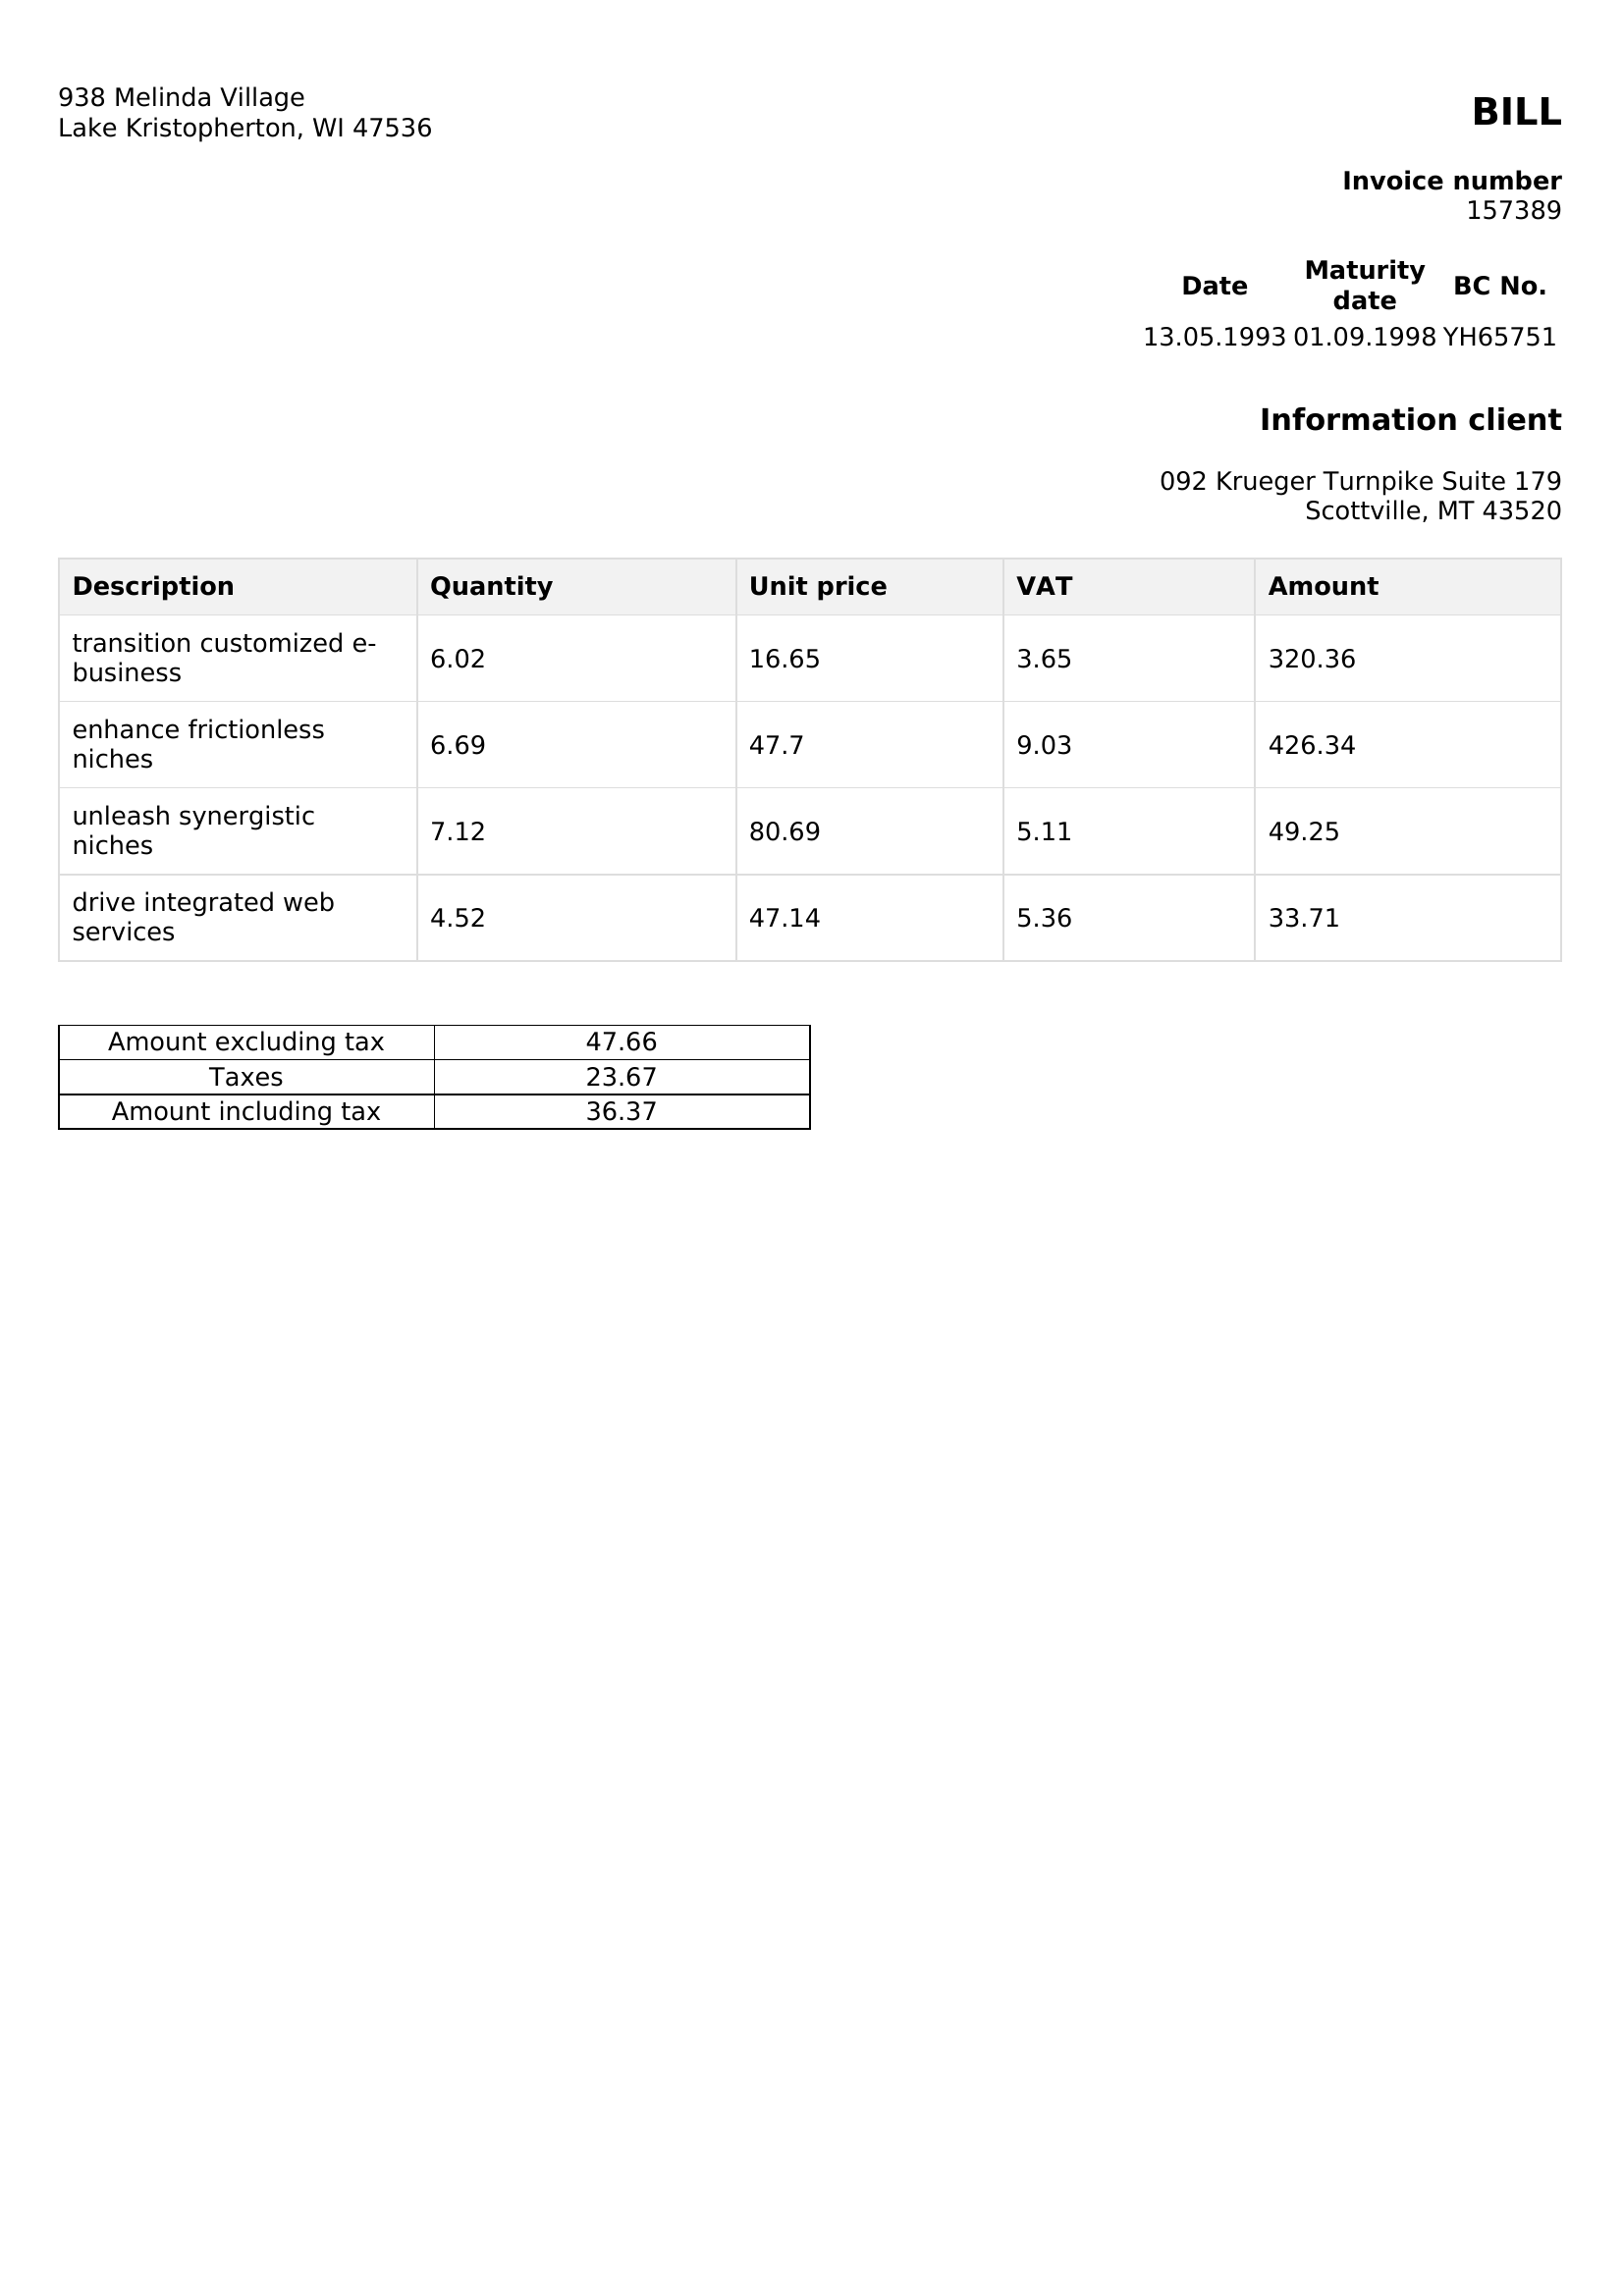 938 Melinda Village
Lake Kristopherton, WI 47536
BILL
Invoice number
157389
Date Maturity date BC No.
13.05.1993 01.09.1998 YH65751
Information client
092 Krueger Turnpike Suite 179
Scottville, MT 43520
Description Quantity Unit price VAT Amount
transition customized e-
business 6.02 16.65 3.65 320.36
enhance frictionless
niches 6.69 47.7 9.03 426.34
unleash synergistic
niches 7.12 80.69 5.11 49.25
drive integrated web
services 4.52 47.14 5.36 33.71
Amount excluding tax 47.66
Taxes 23.67
Amount including tax 36.37